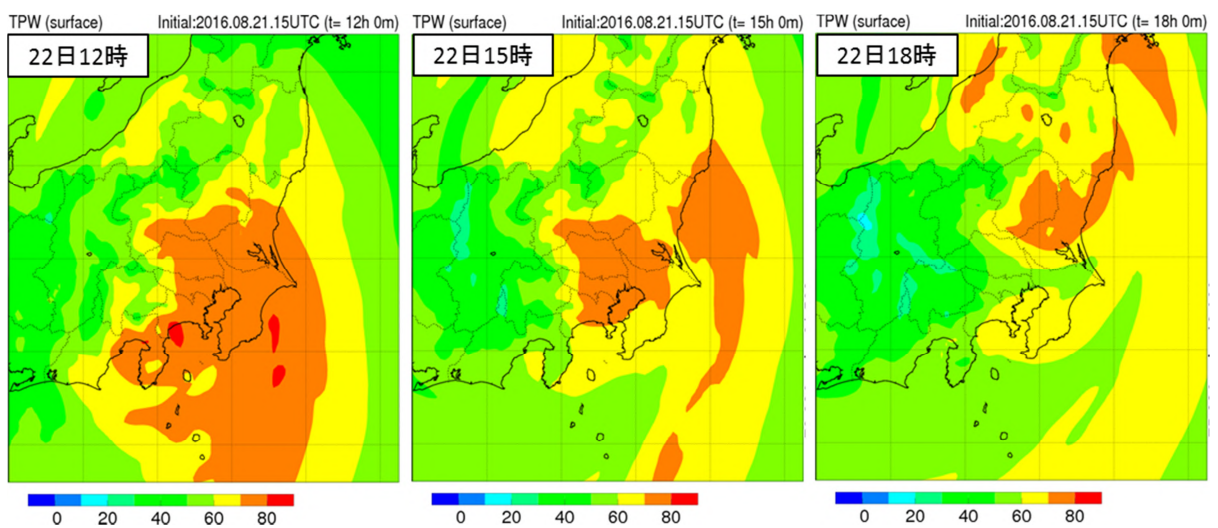 TPW (surface) Initial:2016.08.21.15UTC (t= 12h 0m)
22日12時
0 20 40 60 80
TPW (surface) Initial:2016.08.21.15UTC (t= 15h 0m)
22日15時
0 20 40 60 80
TPW (surface) Initial:2016.08.21.15UTC (t= 18h 0m)
22日18時
0 20 40 60 80